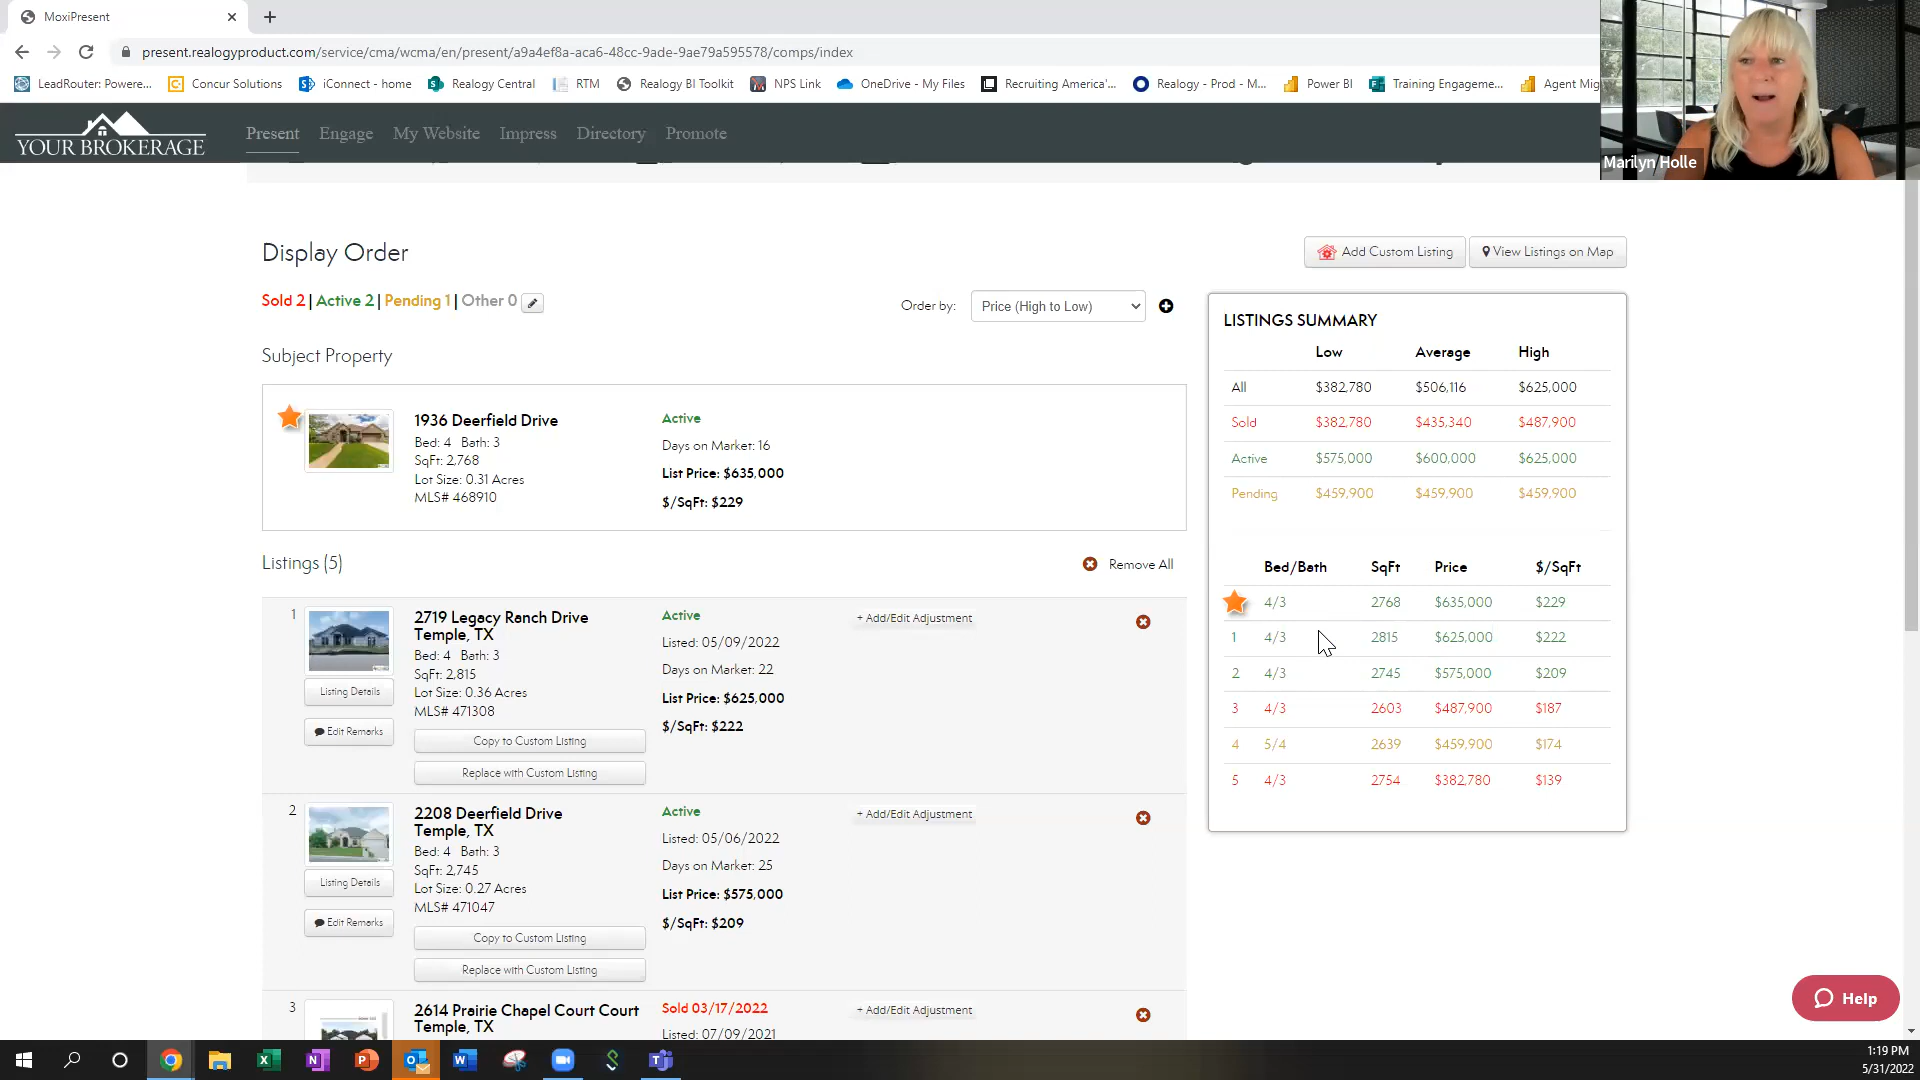 MoxiPresent
present.realogyproduct.com/service/cma/wcma/en/present/a9a4ef8a-aca6-48cc-9ade-9ae79a595578/comps/index
LeadRouter: Powere... Concur Solutions iConnect - home Realogy Central RTM Realogy BI Toolkit NPS Link OneDrive - My Files Recruiting America'... Realogy - Prod - M... Power BI Training Engageme... Agent Mig
YOUR BROKERAGE
Present Engage My Website Impress Directory Promote
Marilyn Holle
Display Order
Add Custom Listing View Listings on Map
Sold 2 | Active 2 | Pending 1 | Other 0
Order by: Price (High to Low)
Subject Property
1936 Deerfield Drive
Bed: 4 Bath: 3
SqFt: 2,768
Lot Size: 0.31 Acres
MLS# 468910
Active
Days on Market: 16
List Price: $635,000
$/SqFt: $229
Listings (5)
Remove All
1
2719 Legacy Ranch Drive
Temple, TX
Bed: 4 Bath: 3
SqFt: 2,815
Lot Size: 0.36 Acres
MLS# 471308
Listing Details
Edit Remarks
Copy to Custom Listing
Replace with Custom Listing
Active
Listed: 05/09/2022
Days on Market: 22
List Price: $625,000
$/SqFt: $222
+ Add/Edit Adjustment
2
2208 Deerfield Drive
Temple, TX
Bed: 4 Bath: 3
SqFt: 2,745
Lot Size: 0.27 Acres
MLS# 471047
Listing Details
Edit Remarks
Copy to Custom Listing
Replace with Custom Listing
Active
Listed: 05/06/2022
Days on Market: 25
List Price: $575,000
$/SqFt: $209
+ Add/Edit Adjustment
3
2614 Prairie Chapel Court Court
Temple, TX
Sold 03/17/2022
Listed: 07/09/2021
+ Add/Edit Adjustment
LISTINGS SUMMARY
Low Average High
All $382,780 $506,116 $625,000
Sold $382,780 $435,340 $487,900
Active $575,000 $600,000 $625,000
Pending $459,900 $459,900 $459,900
Bed/Bath SqFt Price $/SqFt
4/3 2768 $635,000 $229
1 4/3 2815 $625,000 $222
2 4/3 2745 $575,000 $209
3 4/3 2603 $487,900 $187
4 5/4 2639 $459,900 $174
5 4/3 2754 $382,780 $139
Help
1:19 PM
5/31/2022